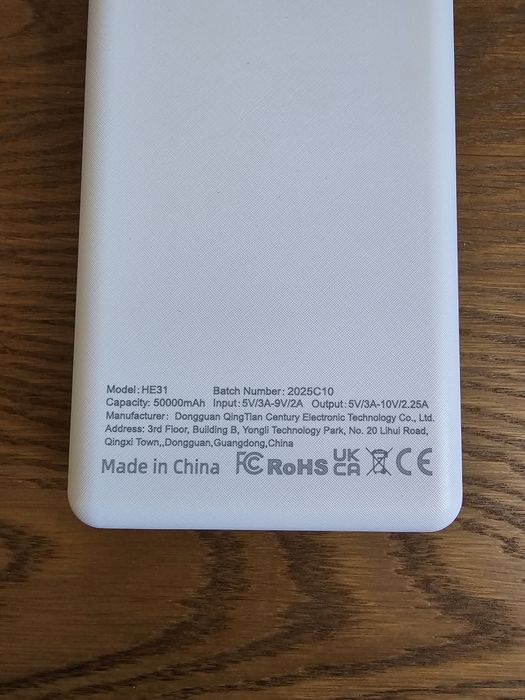 Model: HE31 Batch Number: 2025C10
Capacity: 50000mAh Input: 5V/3A-9V/2A Output: 5V/3A-10V/2.25A
Manufacturer: Dongguan QingTian Century Electronic Technology Co., Ltd.
Address: 3rd Floor, Building B, Yongli Technology Park, No. 20 Lihui Road,
Qingxi Town,,Dongguan,Guangdong,China
Made in China FC RoHS UK CA CE